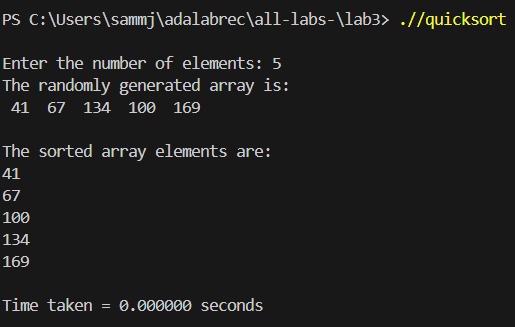 PS C:\Users\sammj\adalabrec\all-labs-\lab3> .//quicksort
Enter the number of elements: 5
The randomly generated array is:
41 67 134 100 169
The sorted array elements are:
41
67
100
134
169
Time taken = 0.000000 seconds